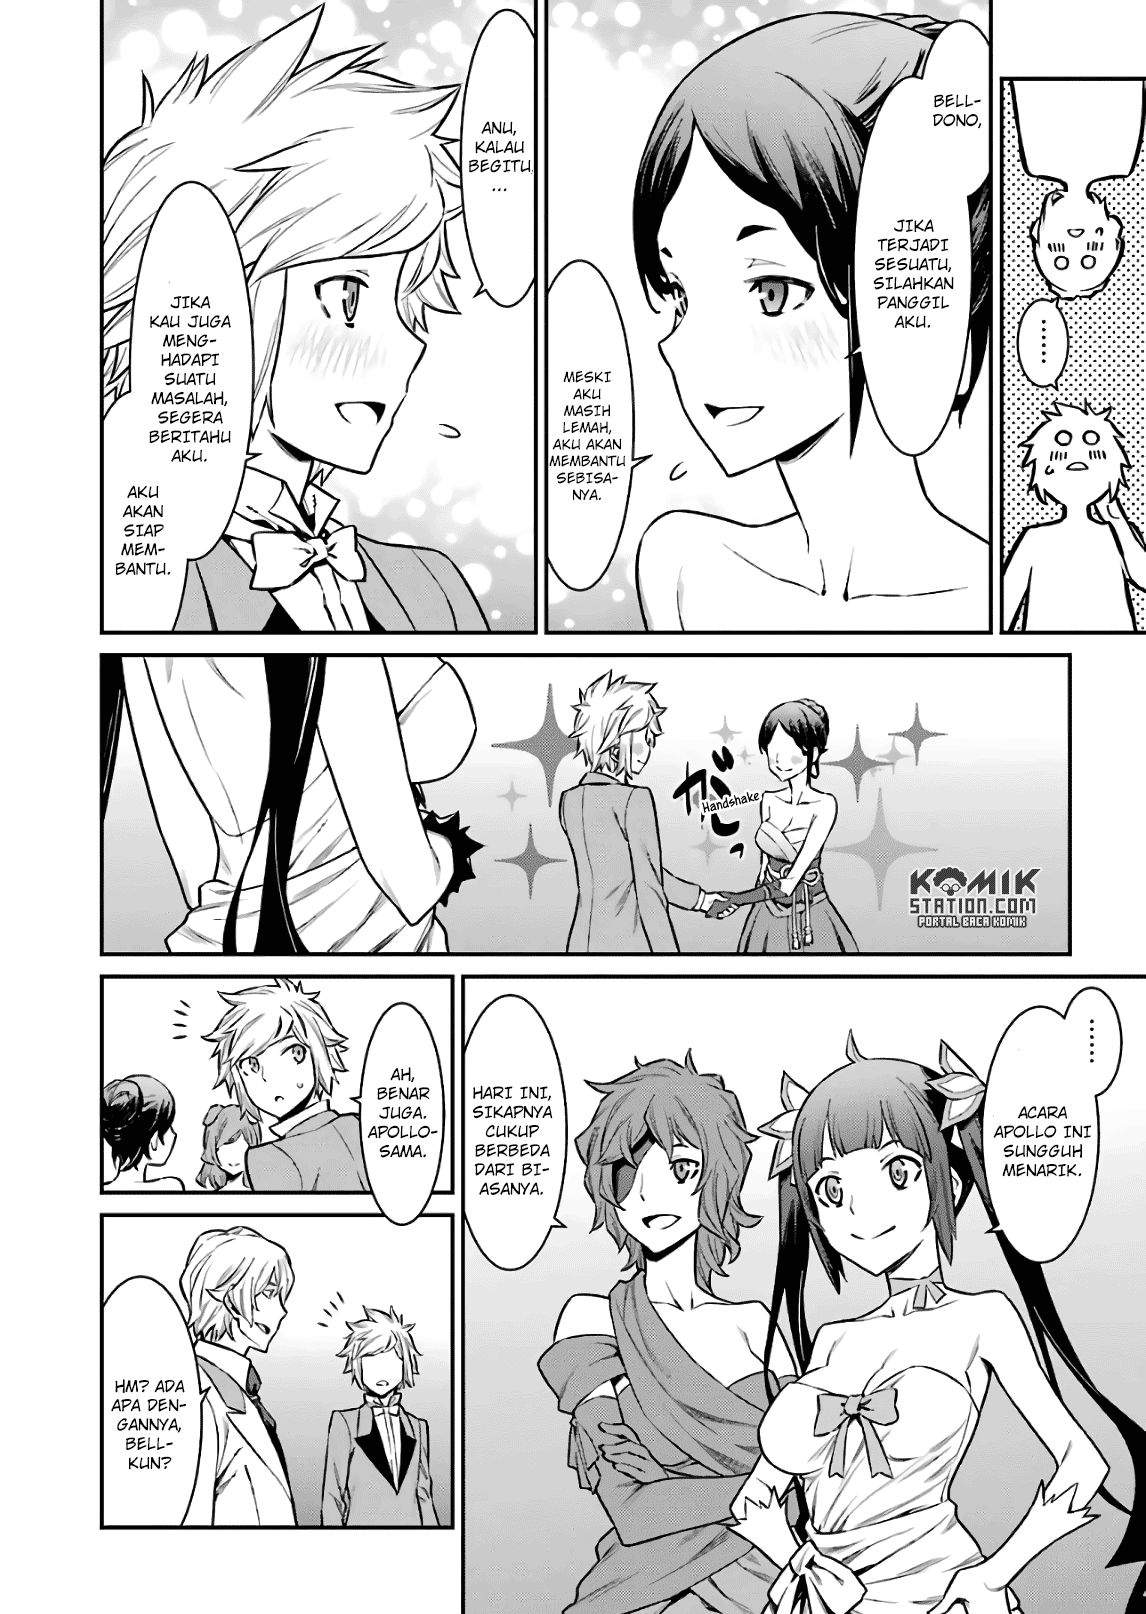 ......
BELL-
DONO,
JIKA
TERJADI
SESUATU,
SILAHKAN
PANGGIL
AKU.
MESKI
AKU
MASIH
LEMAH,
AKU AKAN
MEMBANTU
SEBISA-
NYA.
ANU,
KALAU
BEGITU,
...
JIKA
KAU JUGA
MENG-
HADAPI
SUATU
MASALAH,
SEGERA
BERITAHU
AKU.
AKU
AKAN
SIAP
MEM-
BANTU.
ガしっ
Handshake
KOMIK
STATION.COM
PORTAL BACA KOMIK
......
ACARA
APOLLO INI
SUNGGUH
MENARIK.
HARI INI,
SIKAPNYA
CUKUP
BERBEDA
DARI BI-
ASANYA.
AH,
BENAR
JUGA.
APOLLO-
SAMA.
HM? ADA
APA DEN-
GANNYA,
BELL-
KUN?